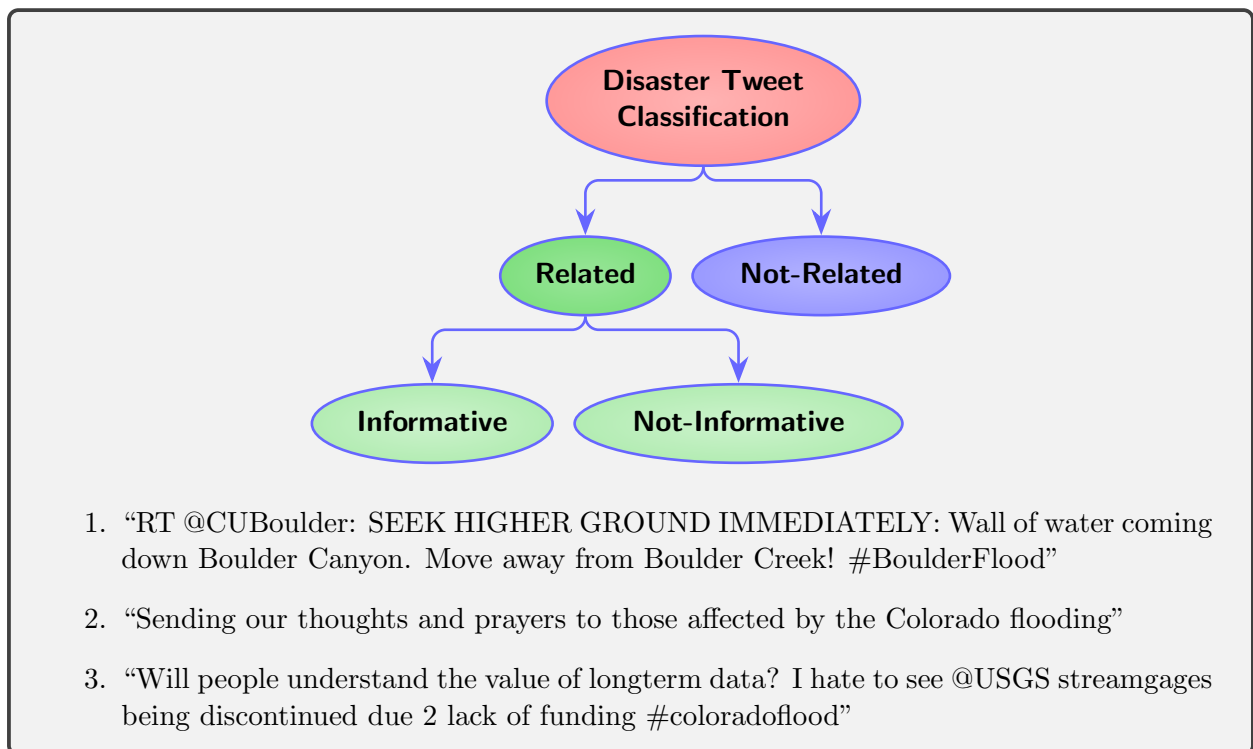 Disaster Tweet
Classification
Related
Not-Related
Informative
Not-Informative
1. “RT @CUBoulder: SEEK HIGHER GROUND IMMEDIATELY: Wall of water coming
down Boulder Canyon. Move away from Boulder Creek! #BoulderFlood”
2. “Sending our thoughts and prayers to those affected by the Colorado flooding”
3. “Will people understand the value of longterm data? I hate to see @USGS streamgages
being discontinued due 2 lack of funding #coloradoflood”